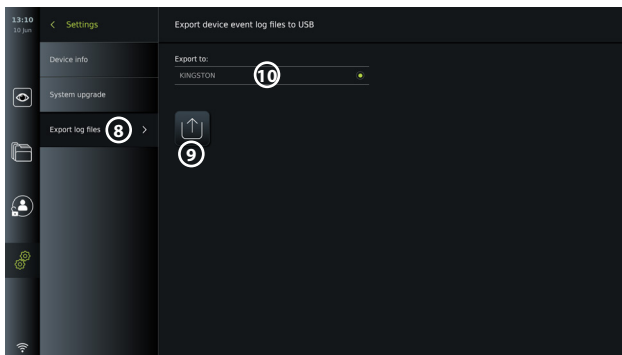 13:10
10 Jun
Settings
Export device event log files to USB
Device info
System upgrade
Export log files
8
Export to:
KINGSTON
10
9